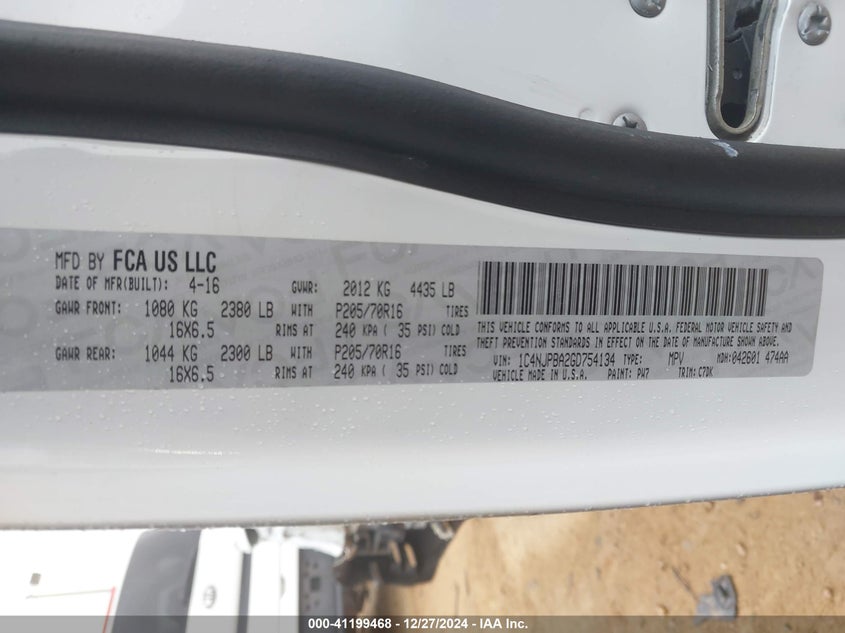 MFD BY FCA US LLC
DATE OF MFR(BUILT): 4-16 GVWR: 2012 KG 4435 LB
GAWR FRONT: 1080 KG 2380 LB WITH P205/70R16 TIRES
16X6.5 RIMS AT 240 KPA ( 35 PSI) COLD
GAWR REAR: 1044 KG 2300 LB WITH P205/70R16 TIRES
16X6.5 RIMS AT 240 KPA ( 35 PSI) COLD
THIS VEHICLE CONFORMS TO ALL APPLICABLE U.S.A. FEDERAL MOTOR VEHICLE SAFETY AND
THEFT PREVENTION STANDARDS IN EFFECT ON THE DATE OF MANUFACTURE SHOWN ABOVE.
VIN: 1C4NJPBA2GD754134 TYPE: MPV MDH: 042601 474AA
VEHICLE MADE IN U.S.A. PAINT: PW7 TRIM: C7DK
000-41199468 - 12/27/2024 - IAA Inc.